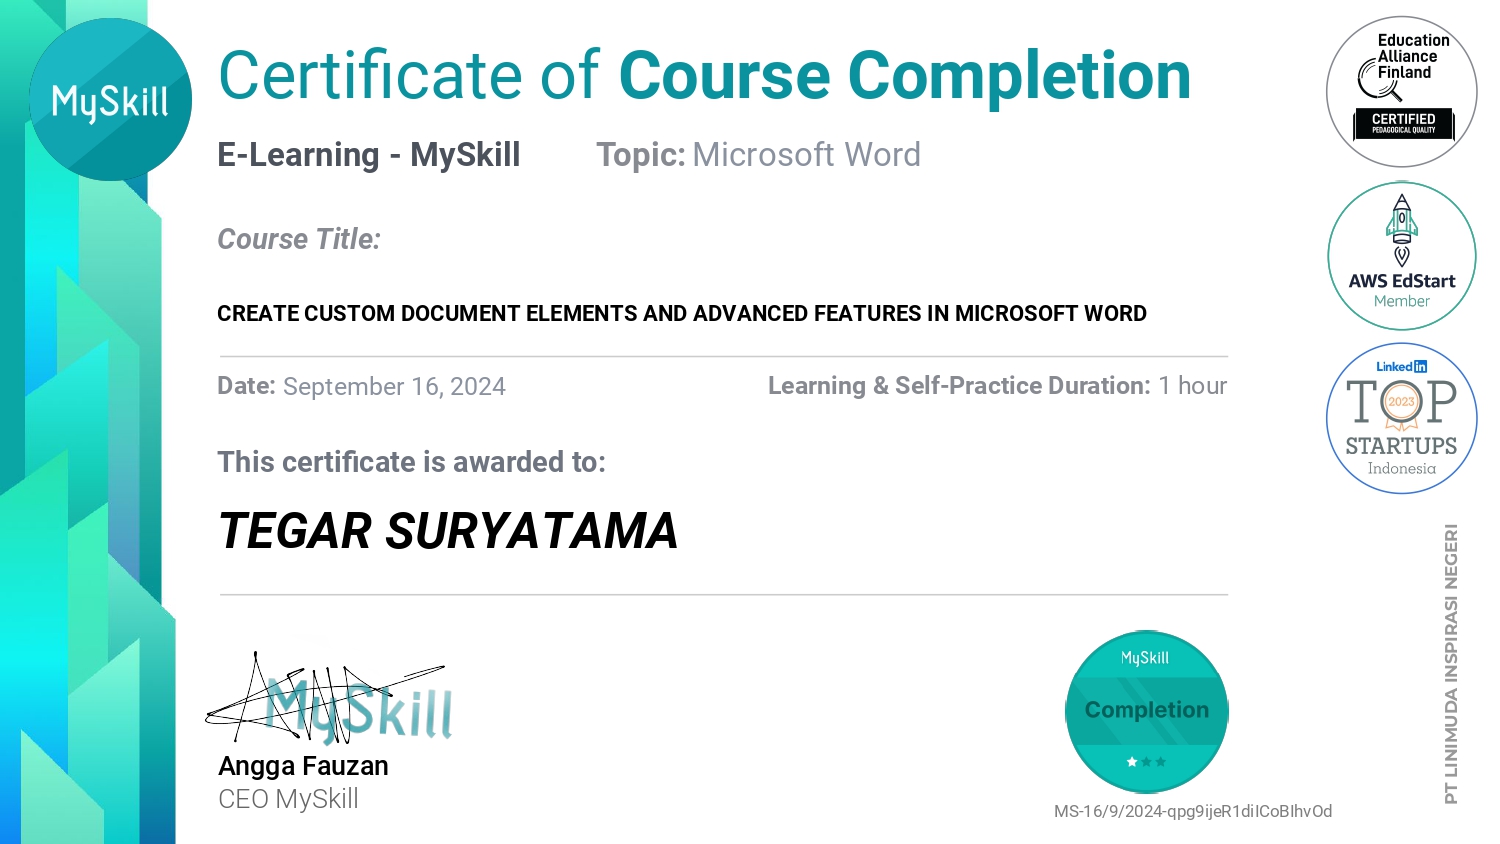 MySkill
Certificate of Course Completion
E-Learning - MySkill Topic: Microsoft Word
Course Title:
CREATE CUSTOM DOCUMENT ELEMENTS AND ADVANCED FEATURES IN MICROSOFT WORD
Date: September 16, 2024 Learning & Self-Practice Duration: 1 hour
This certificate is awarded to:
TEGAR SURYATAMA
MySkill
Angga Fauzan
CEO MySkill
MySkill
Completion
MS-16/9/2024-qpg9ijeR1diICoBIhvOd
Education
Alliance
Finland
CERTIFIED
PEDAGOGICAL QUALITY
AWS EdStart
Member
LinkedIn
TOP
2023
STARTUPS
Indonesia
PT LINIMUDA INSPIRASI NEGERI